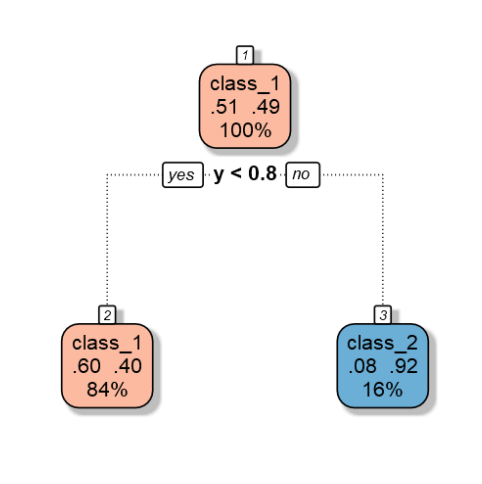 1
class_1
.51 .49
100%
yes y < 0.8 no
2
class_1
.60 .40
84%
3
class_2
.08 .92
16%